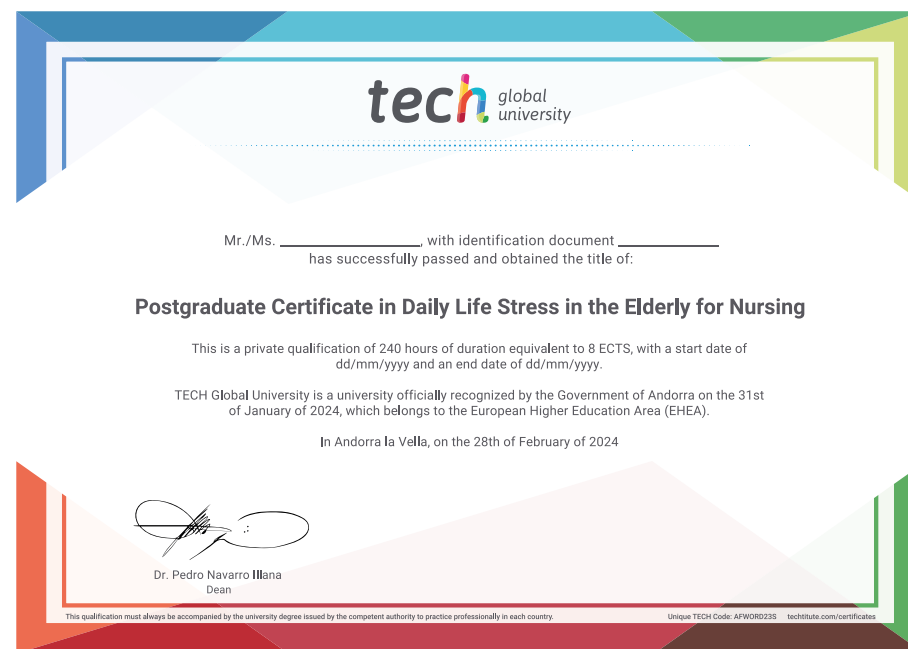 tech global
university
Mr./Ms. ____________________, with identification document ______________
has successfully passed and obtained the title of:
Postgraduate Certificate in Daily Life Stress in the Elderly for Nursing
This is a private qualification of 240 hours of duration equivalent to 8 ECTS, with a start date of
dd/mm/yyyy and an end date of dd/mm/yyyy.
TECH Global University is a university officially recognized by the Government of Andorra on the 31st
of January of 2024, which belongs to the European Higher Education Area (EHEA).
In Andorra la Vella, on the 28th of February of 2024
Dr. Pedro Navarro Illana
Dean
This qualification must always be accompanied by the university degree issued by the competent authority to practice professionally in each country.
Unique TECH Code: AFWORD23S techtitute.com/certificates